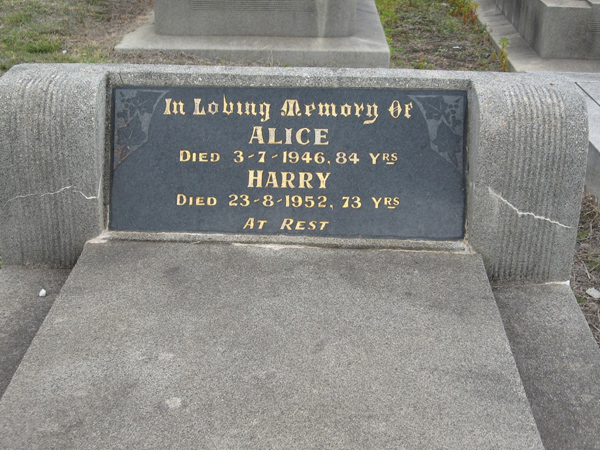 In Loving Memory Of
ALICE
DIED 3-7-1946, 84 YRS
HARRY
DIED 23-8-1952, 73 YRS
AT REST